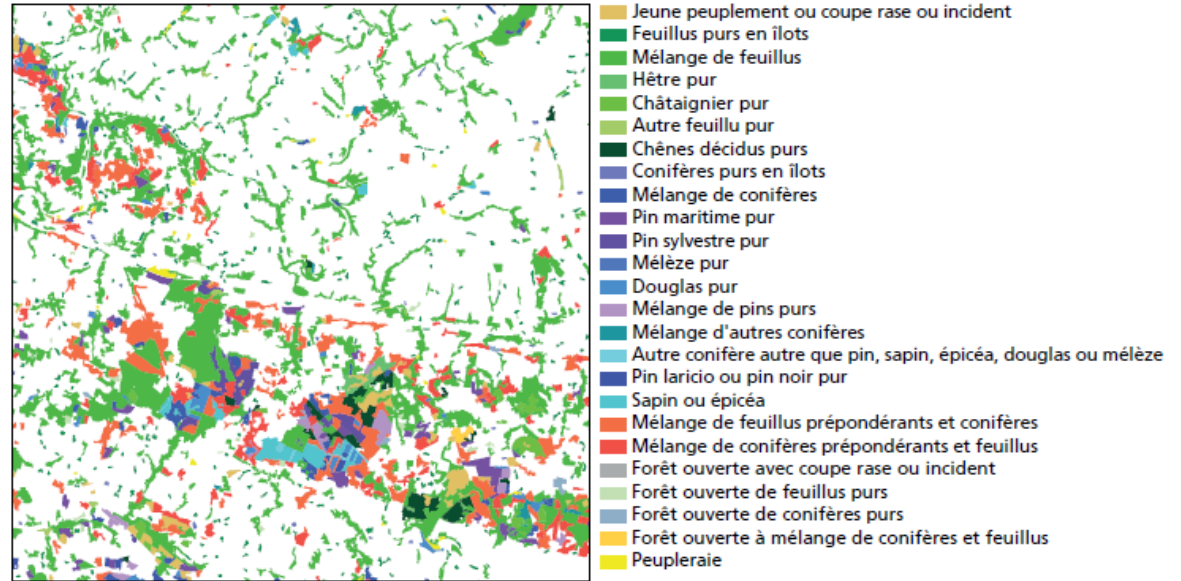 Jeune peuplement ou coupe rase ou incident
Feuillus purs en îlots
Mélange de feuillus
Hêtre pur
Châtaignier pur
Autre feuillu pur
Chênes décidus purs
Conifères purs en îlots
Mélange de conifères
Pin maritime pur
Pin sylvestre pur
Mélèze pur
Douglas pur
Mélange de pins purs
Mélange d'autres conifères
Autre conifère autre que pin, sapin, épicéa, douglas ou mélèze
Pin laricio ou pin noir pur
Sapin ou épicéa
Mélange de feuillus prépondérants et conifères
Mélange de conifères prépondérants et feuillus
Forêt ouverte avec coupe rase ou incident
Forêt ouverte de feuillus purs
Forêt ouverte de conifères purs
Forêt ouverte à mélange de conifères et feuillus
Peupleraie